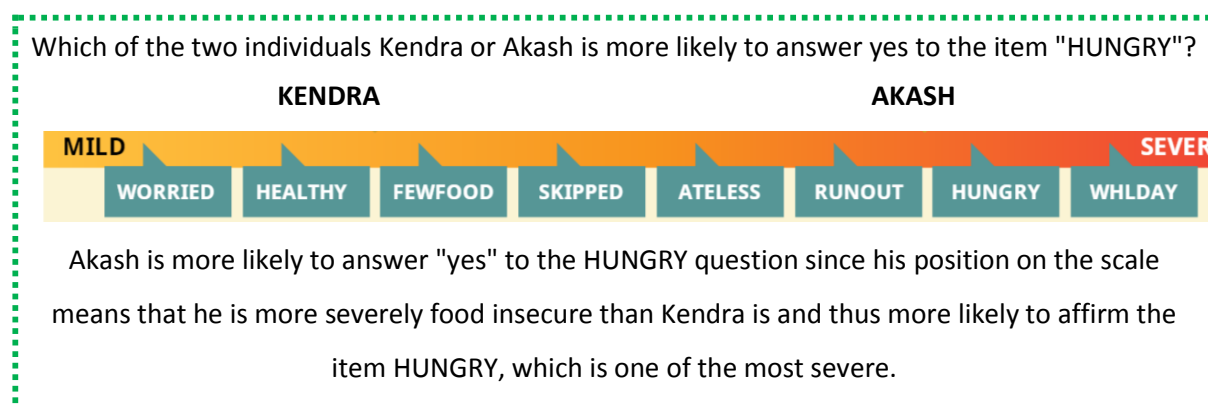 Which of the two individuals Kendra or Akash is more likely to answer yes to the item "HUNGRY"?
KENDRA AKASH
MILD SEVER
WORRIED HEALTHY FEWFOOD SKIPPED ATELESS RUNOUT HUNGRY WHLDAY
Akash is more likely to answer "yes" to the HUNGRY question since his position on the scale
means that he is more severely food insecure than Kendra is and thus more likely to affirm the
item HUNGRY, which is one of the most severe.